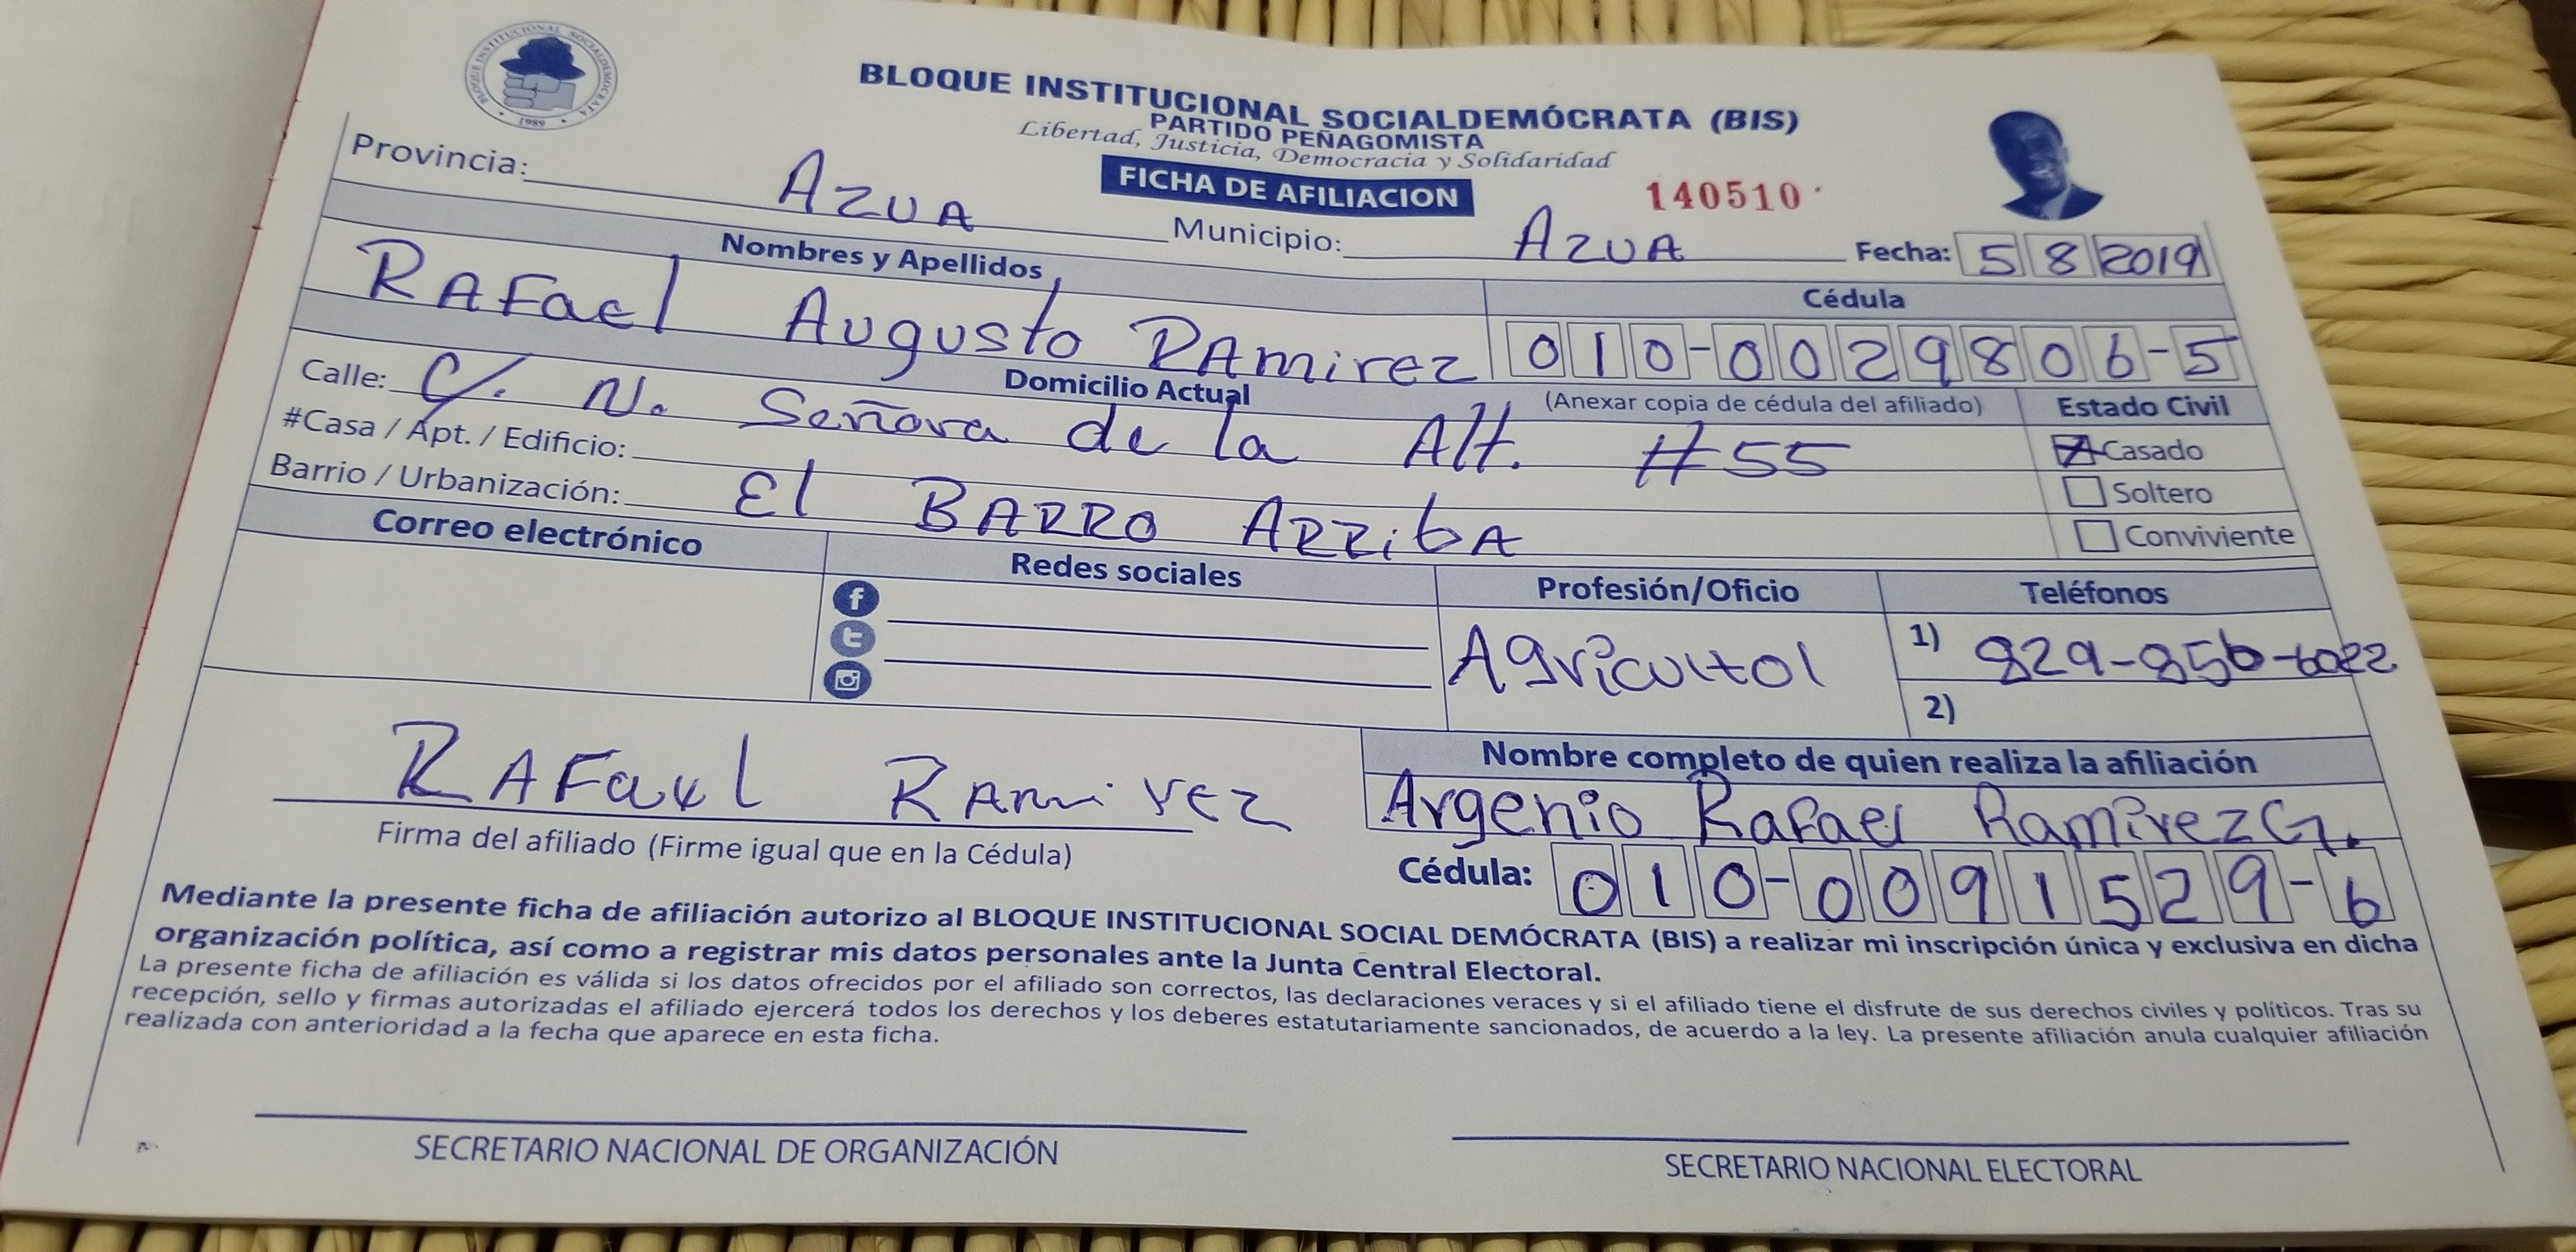 BLOQUE INSTITUCIONAL SOCIALDEMOCRATA
1989
BLOQUE INSTITUCIONAL SOCIALDEMÓCRATA (BIS)
PARTIDO PEÑAGOMISTA
Libertad, Justicia, Democracia y Solidaridad
FICHA DE AFILIACION
140510
Provincia: AZUA Municipio: AZUA Fecha: 5 8 2019
Nombres y Apellidos
Cédula
RAFael Augusto RAmirez 010-0029806-5
Domicilio Actual
(Anexar copia de cédula del afiliado)
Estado Civil
Calle: C/. N. Señora de la Alt. #55
#Casa / Apt. / Edificio:
Casado
Barrio / Urbanización: El BARRO ARRibA
Soltero
Conviviente
Correo electrónico Redes sociales Profesión/Oficio Teléfonos
Agricultol
1) 829-856-6022
2)
RAFael RAmirez
Firma del afiliado (Firme igual que en la Cédula)
Nombre completo de quien realiza la afiliación
Argenio Rafael Ramirez G.
Cédula: 010-0091529-6
Mediante la presente ficha de afiliación autorizo al BLOQUE INSTITUCIONAL SOCIAL DEMÓCRATA (BIS) a realizar mi inscripción única y exclusiva en dicha
organización política, así como a registrar mis datos personales ante la Junta Central Electoral.
La presente ficha de afiliación es válida si los datos ofrecidos por el afiliado son correctos, las declaraciones veraces y si el afiliado tiene el disfrute de sus derechos civiles y políticos. Tras su
recepción, sello y firmas autorizadas el afiliado ejercerá todos los derechos y los deberes estatutariamente sancionados, de acuerdo a la ley. La presente afiliación anula cualquier afiliación
realizada con anterioridad a la fecha que aparece en esta ficha.
SECRETARIO NACIONAL DE ORGANIZACIÓN
SECRETARIO NACIONAL ELECTORAL